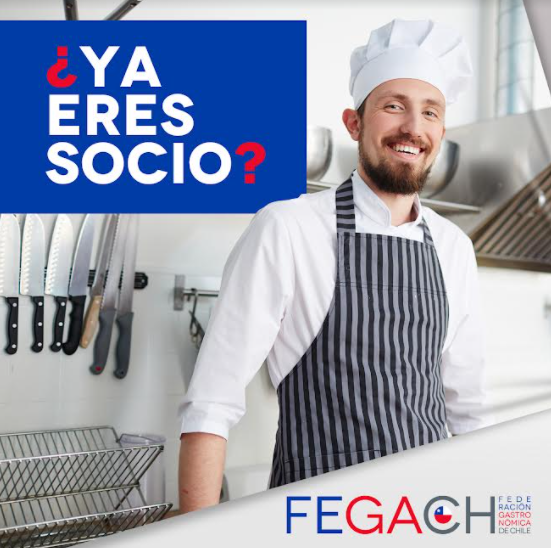 ¿YA
ERES
SOCIO?
FEGACH
FEDE
RACIÓN
GASTRO
NÓMICA
DE CHILE